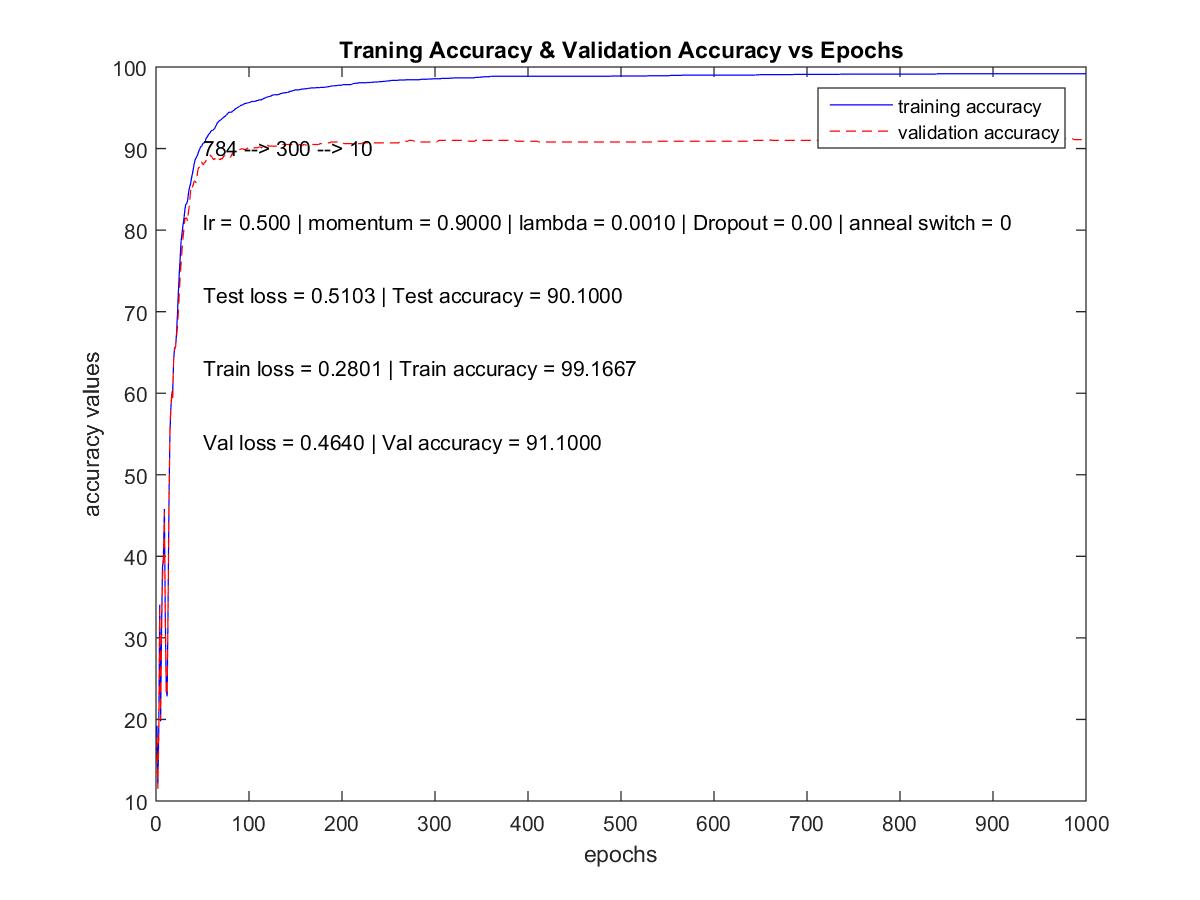 Traning Accuracy & Validation Accuracy vs Epochs
100
90
80
70
60
50
40
30
20
10
accuracy values
training accuracy
validation accuracy
784 --> 300 --> 10
lr = 0.500 | momentum = 0.9000 | lambda = 0.0010 | Dropout = 0.00 | anneal switch = 0
Test loss = 0.5103 | Test accuracy = 90.1000
Train loss = 0.2801 | Train accuracy = 99.1667
Val loss = 0.4640 | Val accuracy = 91.1000
0 100 200 300 400 500 600 700 800 900 1000
epochs